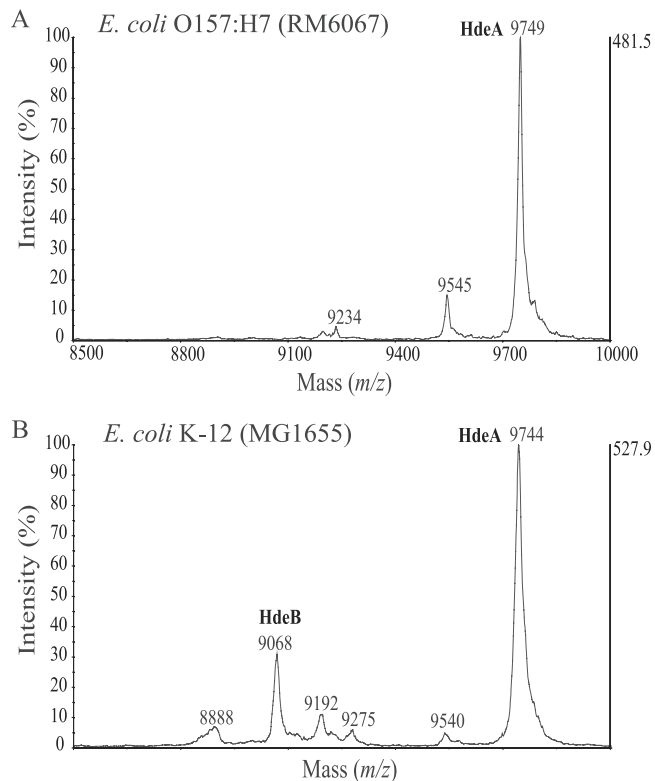 A
E. coli O157:H7 (RM6067)
HdeA 9749
481.5
100
90
80
70
60
50
40
30
20
10
0
Intensity (%)
9234
9545
8500 8800 9100 9400 9700 10000
Mass (m/z)
B
E. coli K-12 (MG1655)
HdeA 9744
527.9
100
90
80
70
60
50
40
30
20
10
0
Intensity (%)
HdeB
9068
8888
9192
9275
9540
Mass (m/z)